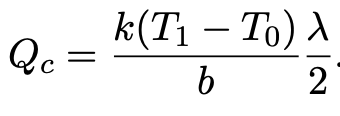 $Q_c = \frac{k(T_1 - T_0)}{b} \frac{\lambda}{2}.$